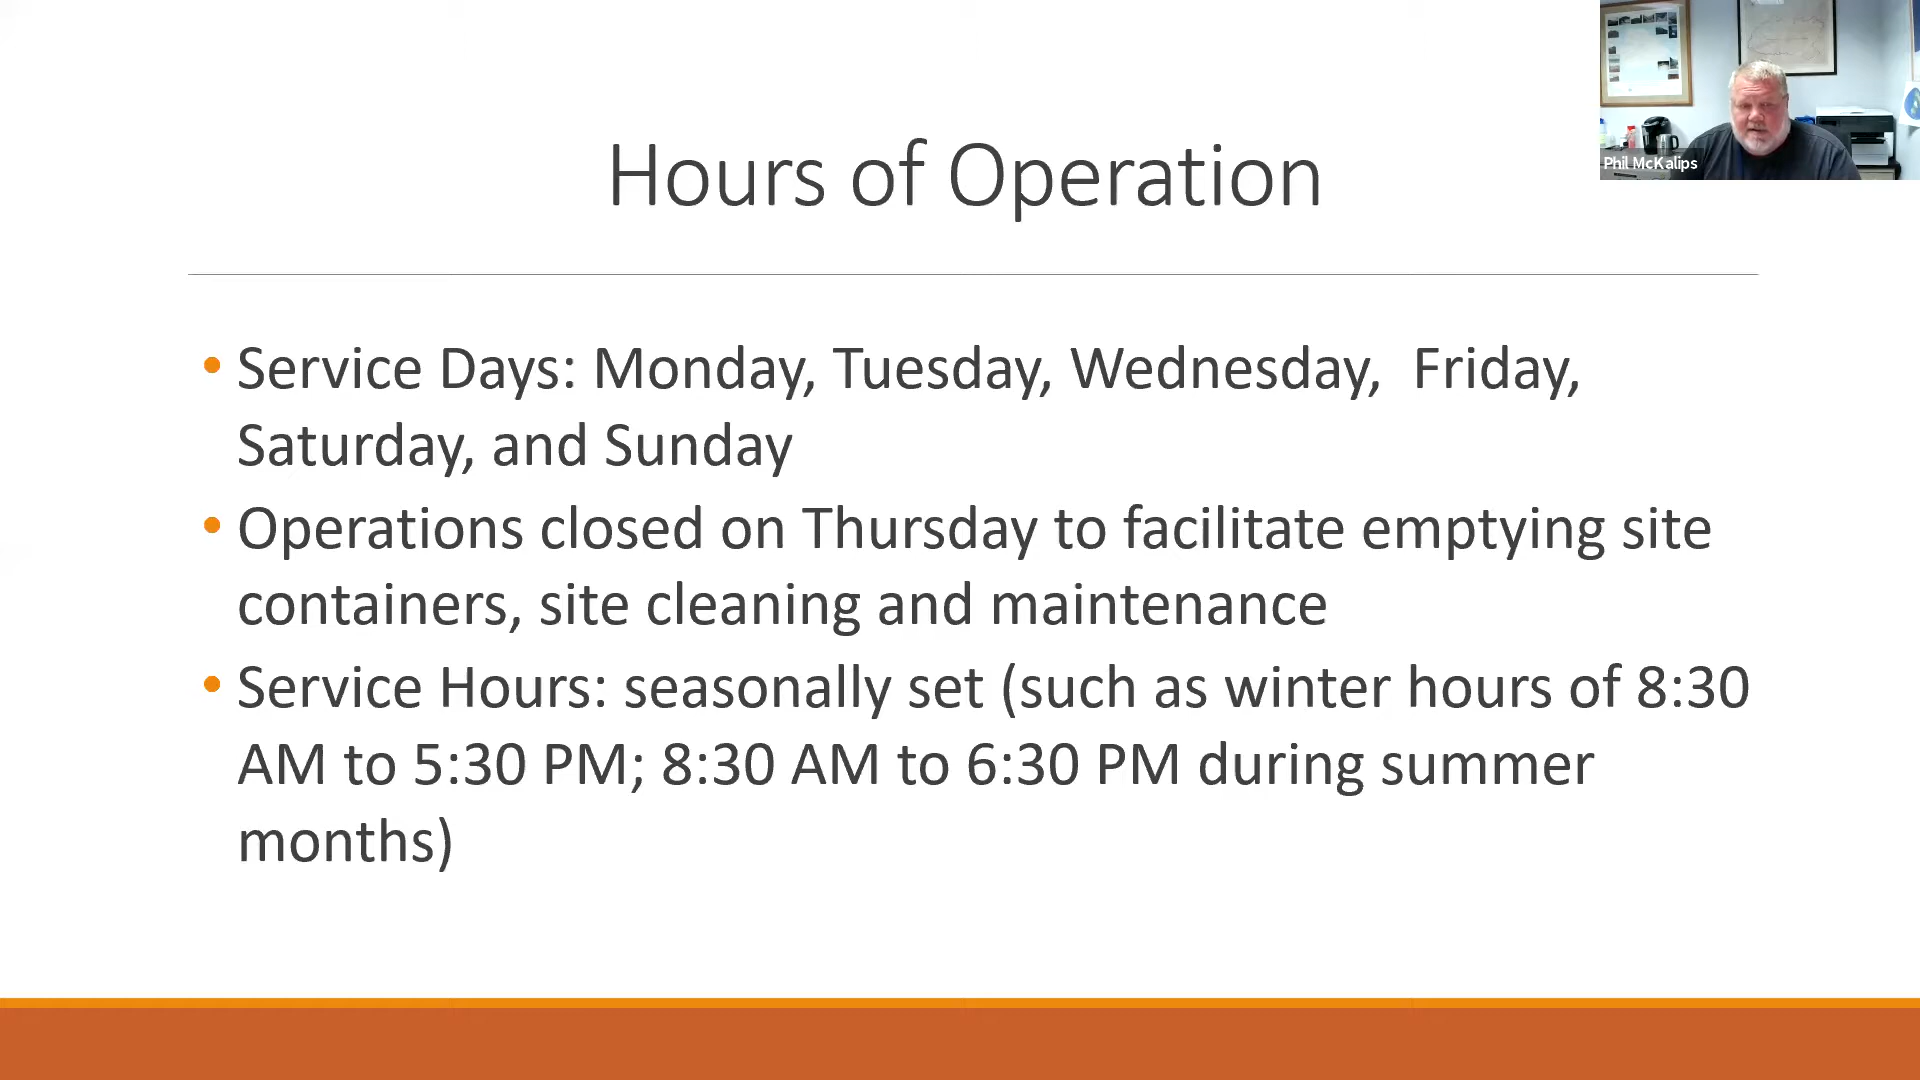 Phil McKalips
Hours of Operation
• Service Days: Monday, Tuesday, Wednesday,  Friday,
Saturday, and Sunday
• Operations closed on Thursday to facilitate emptying site
containers, site cleaning and maintenance
• Service Hours: seasonally set (such as winter hours of 8:30
AM to 5:30 PM; 8:30 AM to 6:30 PM during summer
months)